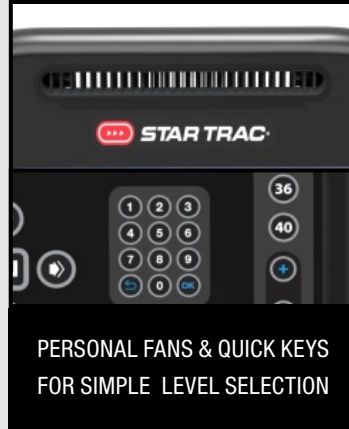 STAR TRAC
36
1 2 3
40
4 5 6
7 8 9
0 OK
PERSONAL FANS & QUICK KEYS
FOR SIMPLE LEVEL SELECTION